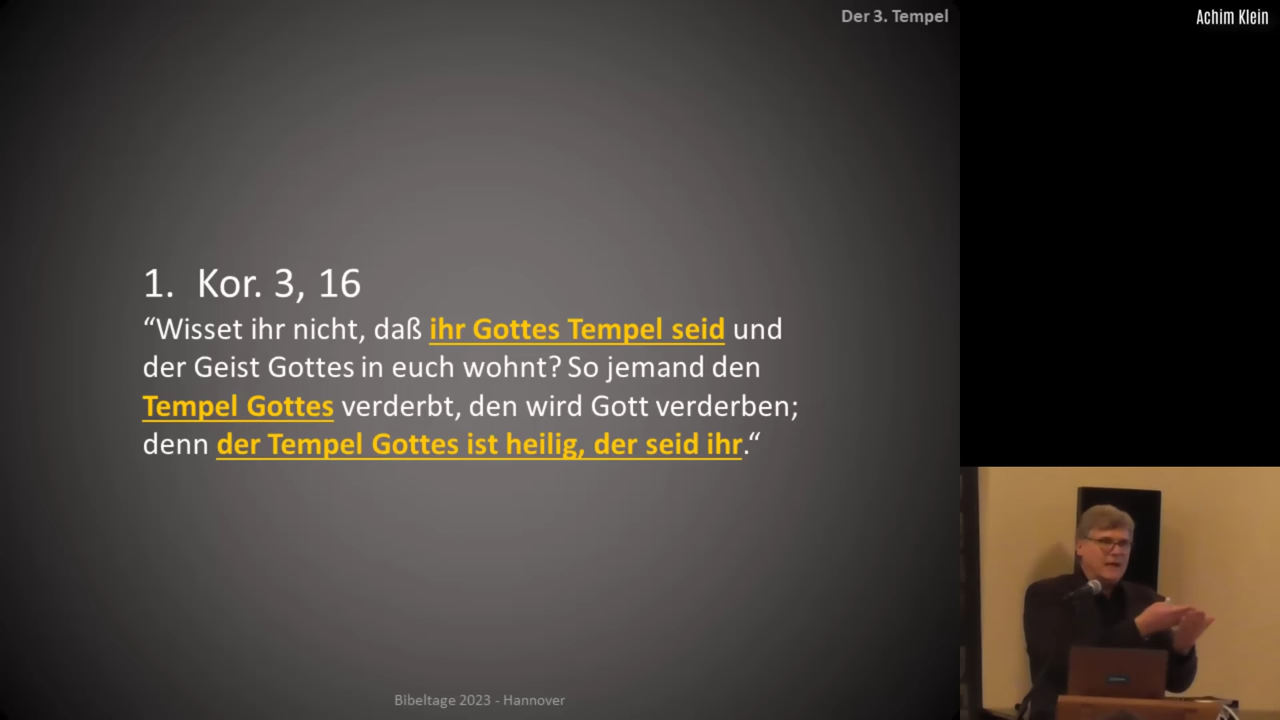 Der 3. Tempel
Achim Klein
1. Kor. 3, 16
“Wisset ihr nicht, daß ihr Gottes Tempel seid und
der Geist Gottes in euch wohnt? So jemand den
Tempel Gottes verderbt, den wird Gott verderben;
denn der Tempel Gottes ist heilig, der seid ihr.“
Bibeltage 2023 - Hannover